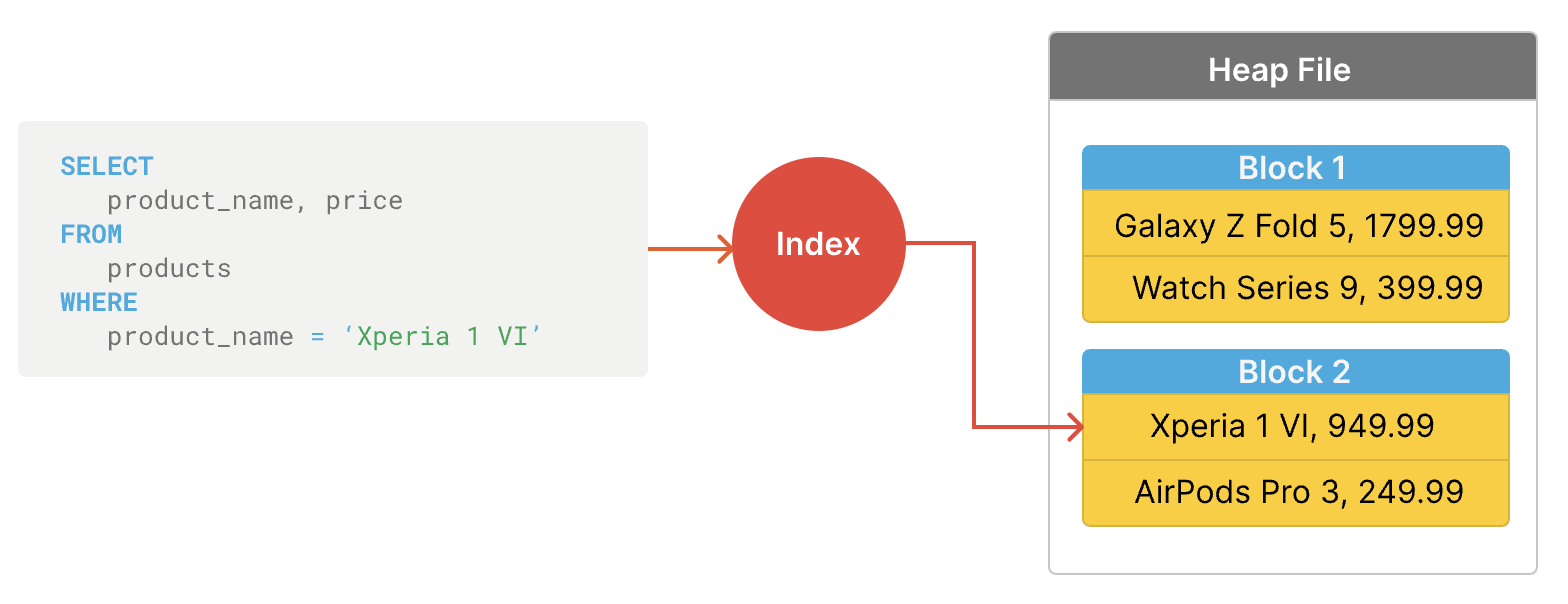 SELECT
product_name, price
FROM
products
WHERE
product_name = ‘Xperia 1 VI’
Index
Heap File
Block 1
Galaxy Z Fold 5, 1799.99
Watch Series 9, 399.99
Block 2
Xperia 1 VI, 949.99
AirPods Pro 3, 249.99